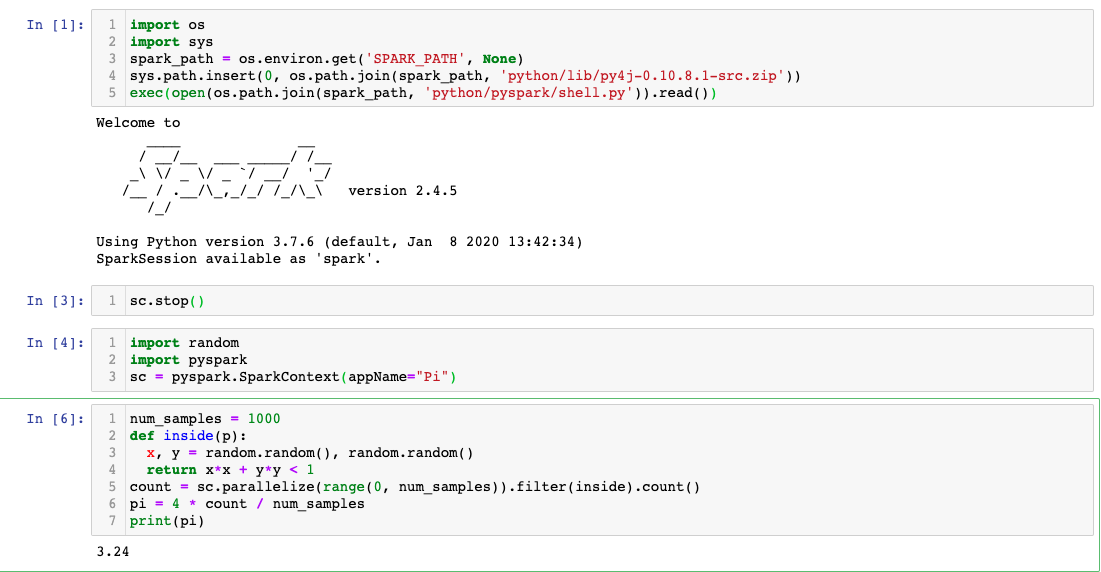 In [1]:
1 import os
2 import sys
3 spark_path = os.environ.get('SPARK_PATH', None)
4 sys.path.insert(0, os.path.join(spark_path, 'python/lib/py4j-0.10.8.1-src.zip'))
5 exec(open(os.path.join(spark_path, 'python/pyspark/shell.py')).read())
Welcome to
      ____              __
     / __/__  ___ _____/ /__
    _\ \/ _ \/ _ `/ __/  '_/
   /__ / .__/\_,_/_/ /_/\_\   version 2.4.5
      /_/
Using Python version 3.7.6 (default, Jan  8 2020 13:42:34)
SparkSession available as 'spark'.
In [3]:
1 sc.stop()
In [4]:
1 import random
2 import pyspark
3 sc = pyspark.SparkContext(appName="Pi")
In [6]:
1 num_samples = 1000
2 def inside(p):
3   x, y = random.random(), random.random()
4   return x*x + y*y < 1
5 count = sc.parallelize(range(0, num_samples)).filter(inside).count()
6 pi = 4 * count / num_samples
7 print(pi)
3.24